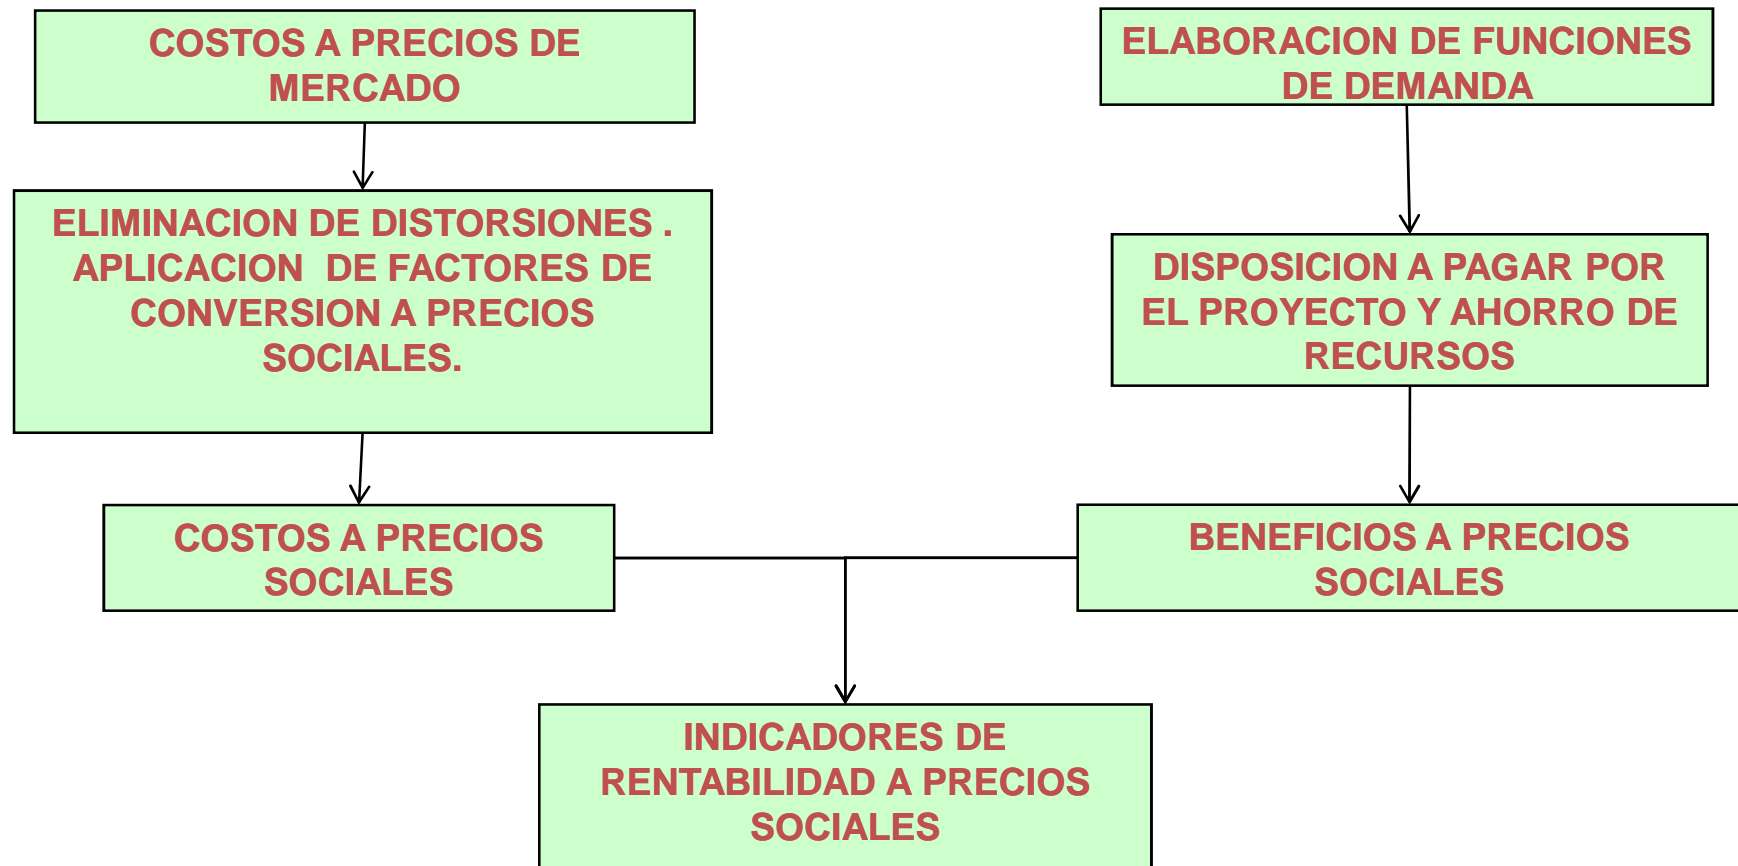 COSTOS A PRECIOS DE
MERCADO
ELIMINACION DE DISTORSIONES .
APLICACION  DE FACTORES DE
CONVERSION A PRECIOS
SOCIALES.
COSTOS A PRECIOS
SOCIALES
ELABORACION DE FUNCIONES
DE DEMANDA
DISPOSICION A PAGAR POR
EL PROYECTO Y AHORRO DE
RECURSOS
BENEFICIOS A PRECIOS
SOCIALES
INDICADORES DE
RENTABILIDAD A PRECIOS
SOCIALES